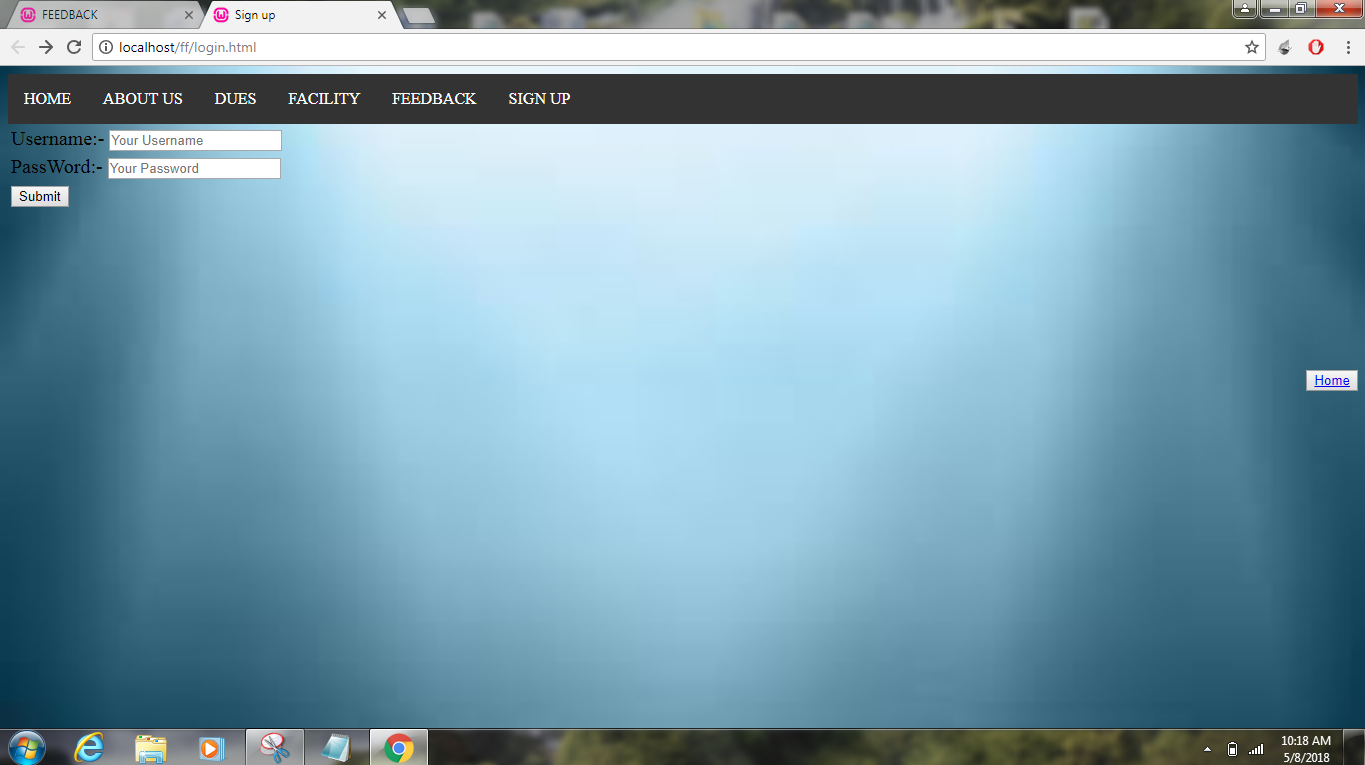 FEEDBACK
Sign up
localhost/ff/login.html
HOME ABOUT US DUES FACILITY FEEDBACK SIGN UP
Username:- Your Username
PassWord:- Your Password
Submit
Home
10:18 AM
5/8/2018